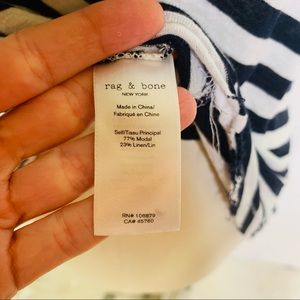 rag & bone
NEW YORK
Made in China/
Fabriqué en Chine
Self/Tissu Principal
77% Modal
23% Linen/Lin
RN# 106879
CA# 45760